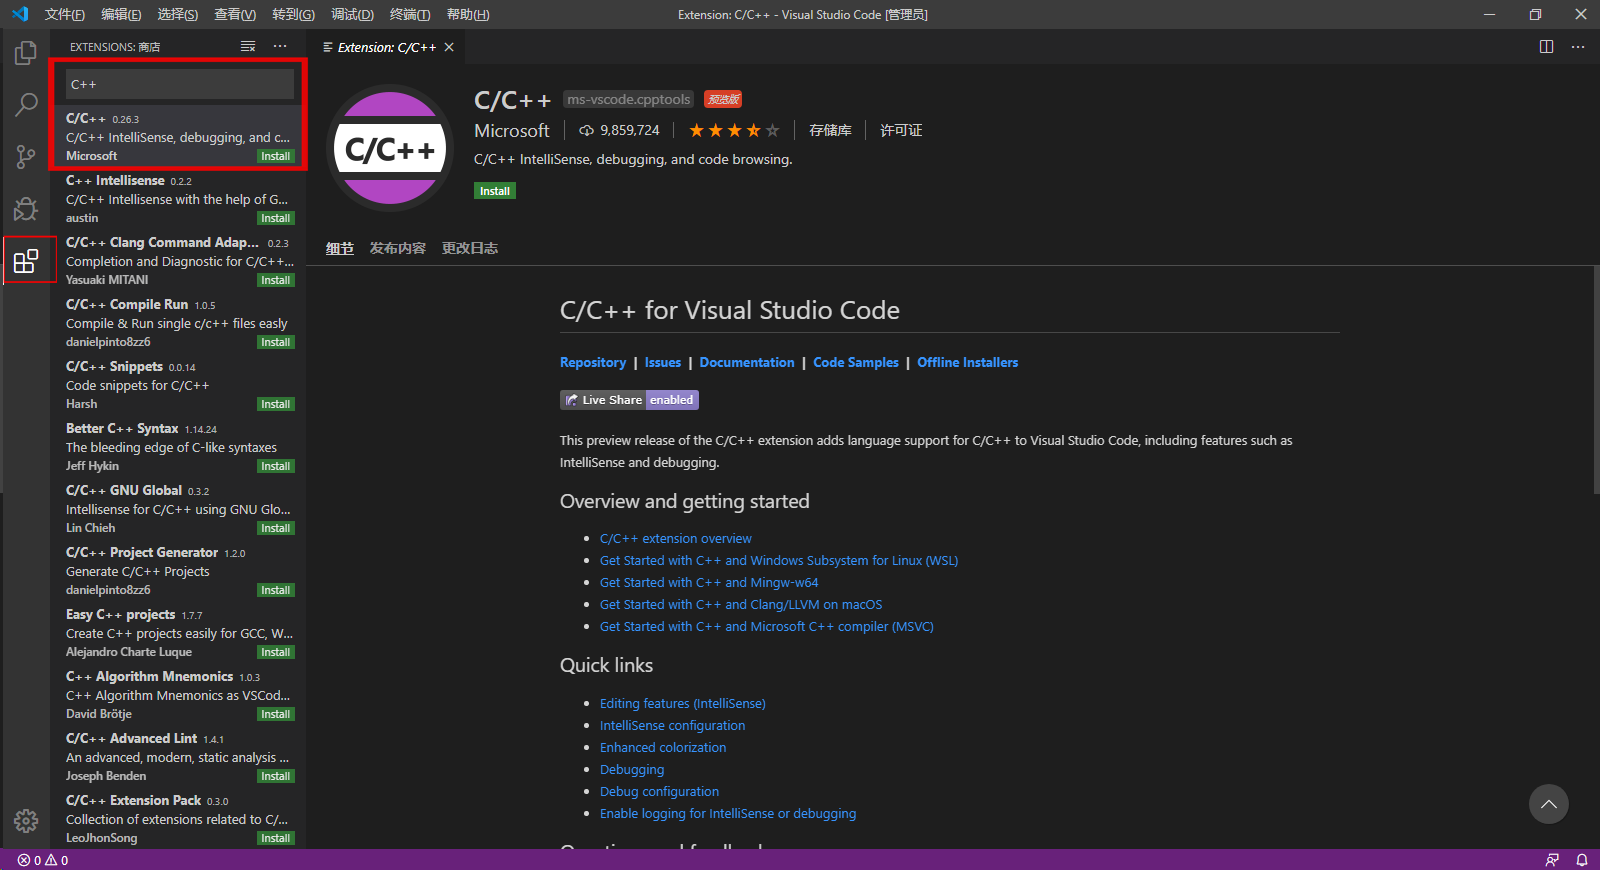 文件(F) 编辑(E) 选择(S) 查看(V) 转到(G) 调试(D) 终端(T) 帮助(H) Extension: C/C++ - Visual Studio Code [管理员]
EXTENSIONS: 商店
C++
C/C++ 0.26.3
C/C++ IntelliSense, debugging, and c...
Microsoft Install
C++ Intellisense 0.2.2
C/C++ Intellisense with the help of G...
austin Install
C/C++ Clang Command Adap... 0.2.3
Completion and Diagnostic for C/C++...
Yasuaki MITANI Install
C/C++ Compile Run 1.0.5
Compile & Run single c/c++ files easly
danielpinto8zz6 Install
C/C++ Snippets 0.0.14
Code snippets for C/C++
Harsh Install
Better C++ Syntax 1.14.24
The bleeding edge of C-like syntaxes
Jeff Hykin Install
C/C++ GNU Global 0.3.2
Intellisense for C/C++ using GNU Glo...
Lin Chieh Install
C/C++ Project Generator 1.2.0
Generate C/C++ Projects
danielpinto8zz6 Install
Easy C++ projects 1.7.7
Create C++ projects easily for GCC, W...
Alejandro Charte Luque Install
C++ Algorithm Mnemonics 1.0.3
C++ Algorithm Mnemonics as VSCod...
David Brötje Install
C/C++ Advanced Lint 1.4.1
An advanced, modern, static analysis ...
Joseph Benden Install
C/C++ Extension Pack 0.3.0
Collection of extensions related to C/...
LeoJhonSong Install
Extension: C/C++
C/C++
C/C++ ms-vscode.cpptools 预览版
Microsoft 9,859,724 存储库 许可证
C/C++ IntelliSense, debugging, and code browsing.
Install
细节 发布内容 更改日志
C/C++ for Visual Studio Code
Repository | Issues | Documentation | Code Samples | Offline Installers
Live Share enabled
This preview release of the C/C++ extension adds language support for C/C++ to Visual Studio Code, including features such as
IntelliSense and debugging.
Overview and getting started
C/C++ extension overview
Get Started with C++ and Windows Subsystem for Linux (WSL)
Get Started with C++ and Mingw-w64
Get Started with C++ and Clang/LLVM on macOS
Get Started with C++ and Microsoft C++ compiler (MSVC)
Quick links
Editing features (IntelliSense)
IntelliSense configuration
Enhanced colorization
Debugging
Debug configuration
Enable logging for IntelliSense or debugging
0 0